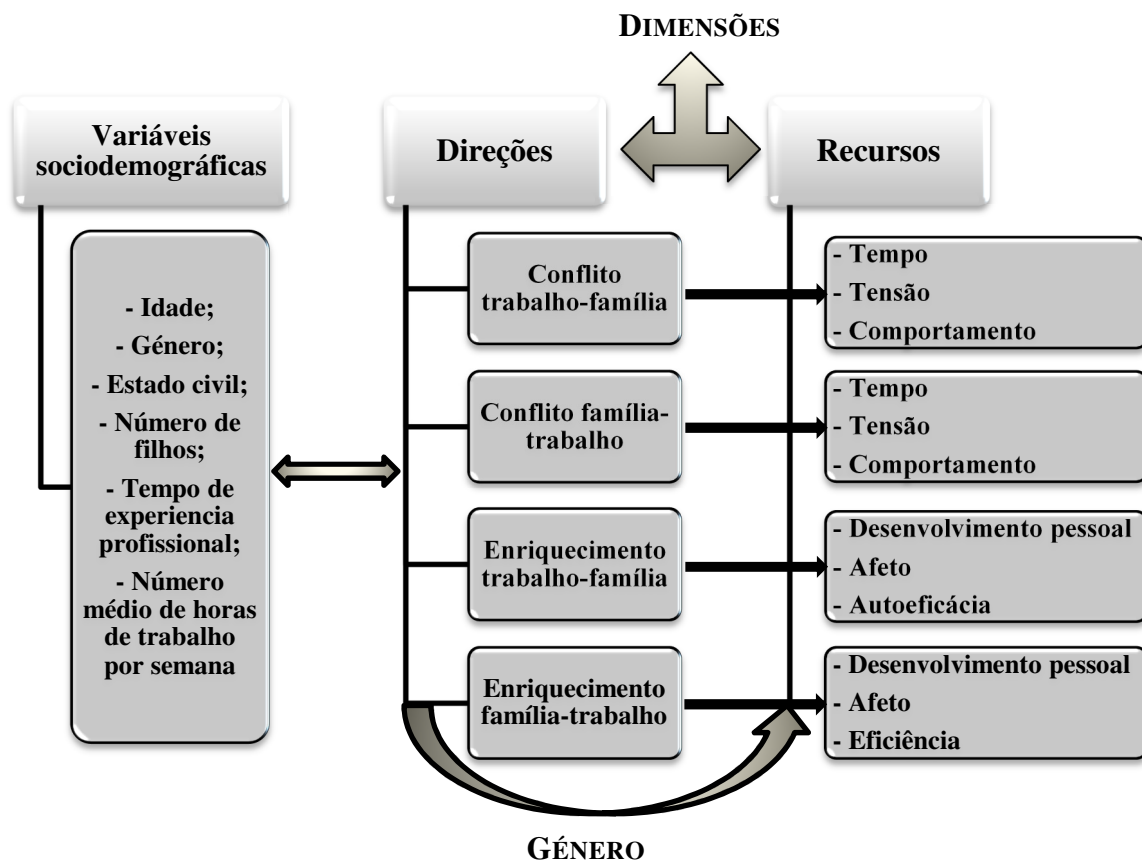 DIMENSÕES
Variáveis
sociodemográficas
- Idade;
- Género;
- Estado civil;
- Número de
filhos;
- Tempo de
experiencia
profissional;
- Número
médio de horas
de trabalho
por semana
Direções
Conflito
trabalho-família
Conflito família-
trabalho
Enriquecimento
trabalho-família
Enriquecimento
família-trabalho
Recursos
- Tempo
- Tensão
- Comportamento
- Tempo
- Tensão
- Comportamento
- Desenvolvimento pessoal
- Afeto
- Autoeficácia
- Desenvolvimento pessoal
- Afeto
- Eficiência
GÉNERO